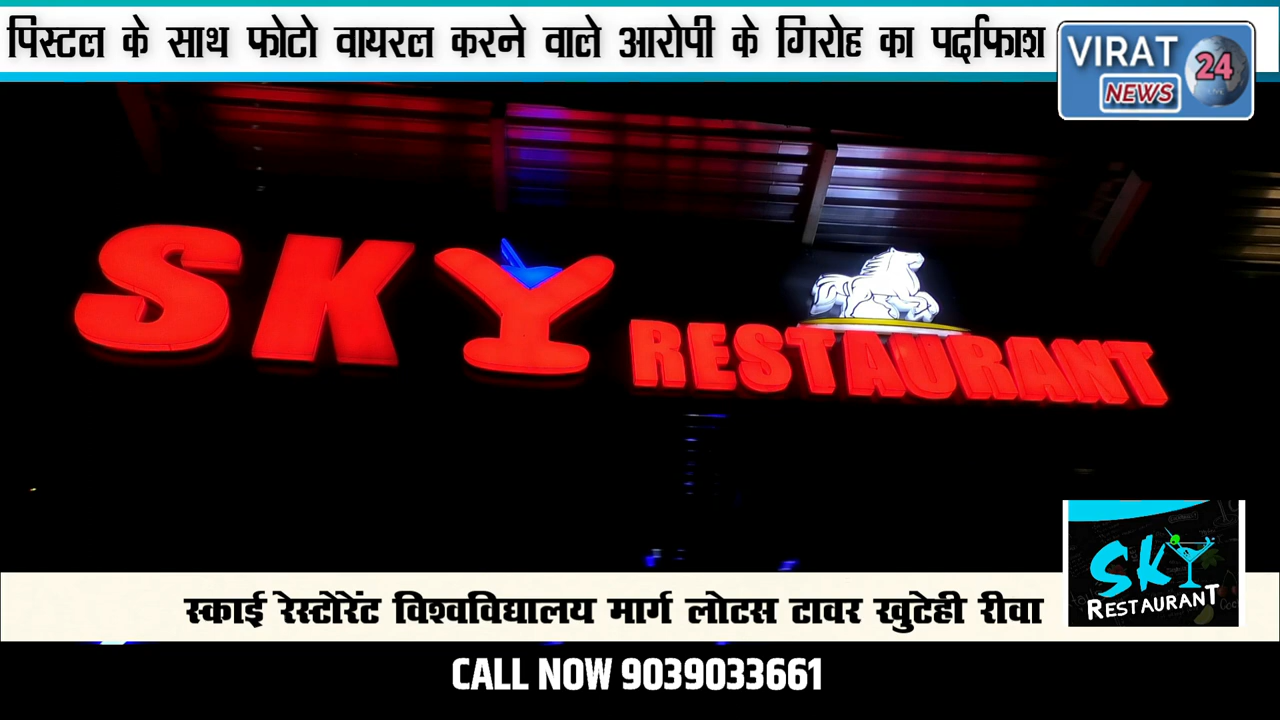 पिस्टल के साथ फोटो वायरल करने वाले आरोपी के गिरोह का पर्दाफाश
VIRAT
24
NEWS
SKY
RESTAURANT
SKY
RESTAURANT
स्काई रेस्टोरेंट विश्वविद्यालय मार्ग लोटस टावर खुटेही रीवा
CALL NOW 9039033661